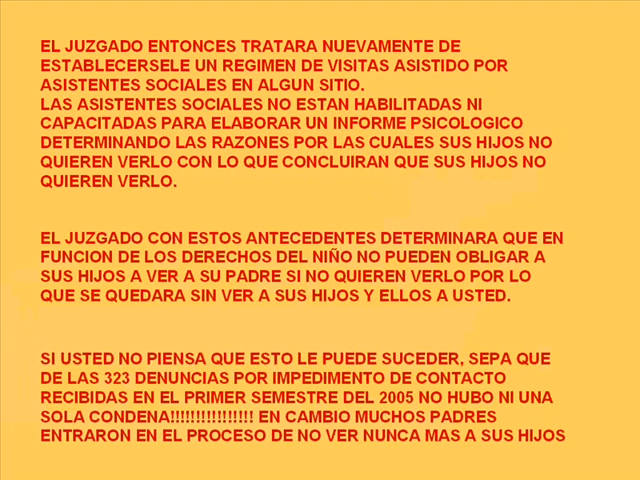 EL JUZGADO ENTONCES TRATARA NUEVAMENTE DE
ESTABLECERSELE UN REGIMEN DE VISITAS ASISTIDO POR
ASISTENTES SOCIALES EN ALGUN SITIO.
LAS ASISTENTES SOCIALES NO ESTAN HABILITADAS NI
CAPACITADAS PARA ELABORAR UN INFORME PSICOLOGICO
DETERMINANDO LAS RAZONES POR LAS CUALES SUS HIJOS NO
QUIEREN VERLO CON LO QUE CONCLUIRAN QUE SUS HIJOS NO
QUIEREN VERLO.
EL JUZGADO CON ESTOS ANTECEDENTES DETERMINARA QUE EN
FUNCION DE LOS DERECHOS DEL NIÑO NO PUEDEN OBLIGAR A
SUS HIJOS A VER A SU PADRE SI NO QUIEREN VERLO POR LO
QUE SE QUEDARA SIN VER A SUS HIJOS Y ELLOS A USTED.
SI USTED NO PIENSA QUE ESTO LE PUEDE SUCEDER, SEPA QUE
DE LAS 323 DENUNCIAS POR IMPEDIMENTO DE CONTACTO
RECIBIDAS EN EL PRIMER SEMESTRE DEL 2005 NO HUBO NI UNA
SOLA CONDENA!!!!!!!!!!!!!!!! EN CAMBIO MUCHOS PADRES
ENTRARON EN EL PROCESO DE NO VER NUNCA MAS A SUS HIJOS